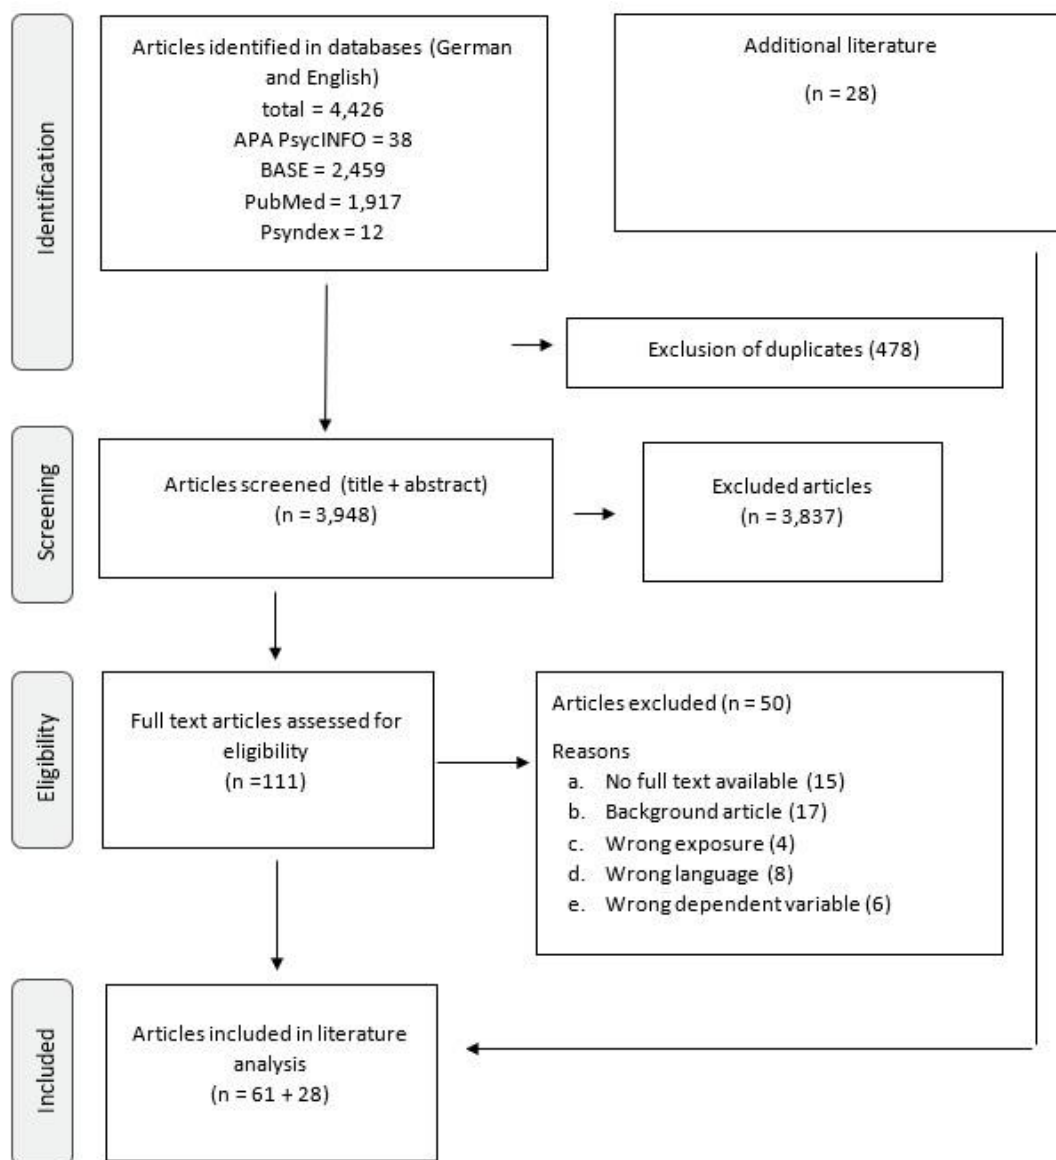 Identification
Articles identified in databases (German
and English)
total = 4,426
APA PsycINFO = 38
BASE = 2,459
PubMed = 1,917
Psyndex = 12
Additional literature
(n = 28)
Exclusion of duplicates (478)
Screening
Articles screened (title + abstract)
(n = 3,948)
Excluded articles
(n = 3,837)
Eligibility
Full text articles assessed for
eligibility
(n =111)
Articles excluded (n = 50)
Reasons
a. No full text available (15)
b. Background article (17)
c. Wrong exposure (4)
d. Wrong language (8)
e. Wrong dependent variable (6)
Included
Articles included in literature
analysis
(n = 61 + 28)